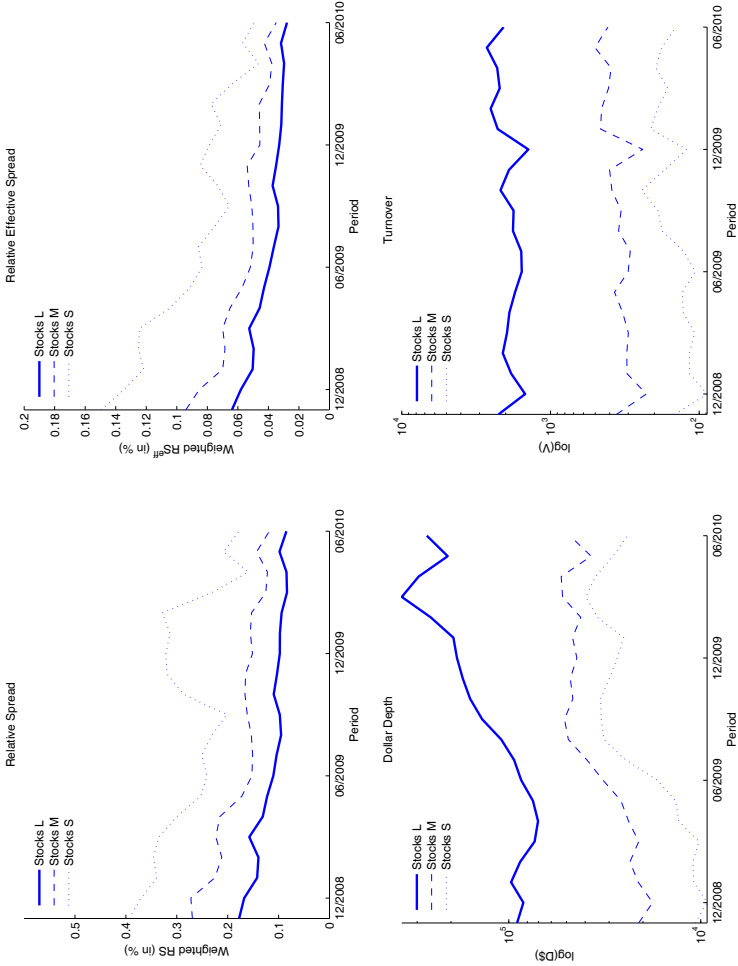 Relative Spread
Stocks L
Stocks M
Stocks S
Weighted RS (in %)
0.5
0.4
0.3
0.2
0.1
12/2008
06/2009
12/2009
06/2010
Period
Relative Effective Spread
Stocks L
Stocks M
Stocks S
Weighted RS^eff (in %)
0.2
0.18
0.16
0.14
0.12
0.1
0.08
0.06
0.04
0.02
0
12/2008
06/2009
12/2009
06/2010
Period
Dollar Depth
Stocks L
Stocks M
Stocks S
log(D$)
10^5
10^4
12/2008
06/2009
12/2009
06/2010
Period
Turnover
Stocks L
Stocks M
Stocks S
log(V)
10^4
10^3
10^2
12/2008
06/2009
12/2009
06/2010
Period